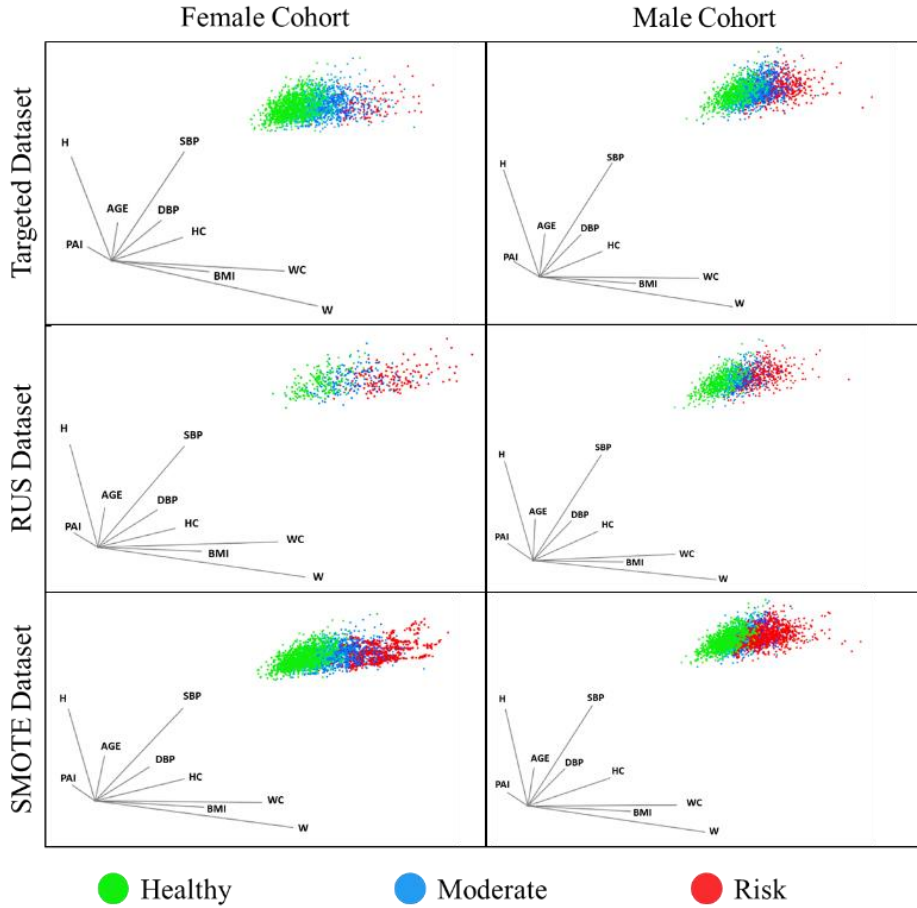 Female Cohort
Male Cohort
Targeted Dataset
H
SBP
AGE
DBP
HC
PAI
WC
BMI
W
H
SBP
AGE
DBP
HC
PAI
WC
BMI
W
RUS Dataset
H
SBP
AGE
DBP
HC
PAI
WC
BMI
W
SBP
H
AGE
DBP
HC
PAI
WC
BMI
W
SMOTE Dataset
H
SBP
AGE
DBP
HC
PAI
WC
BMI
W
H
SBP
AGE
DBP
HC
PAI
WC
BMI
W
Healthy
Moderate
Risk